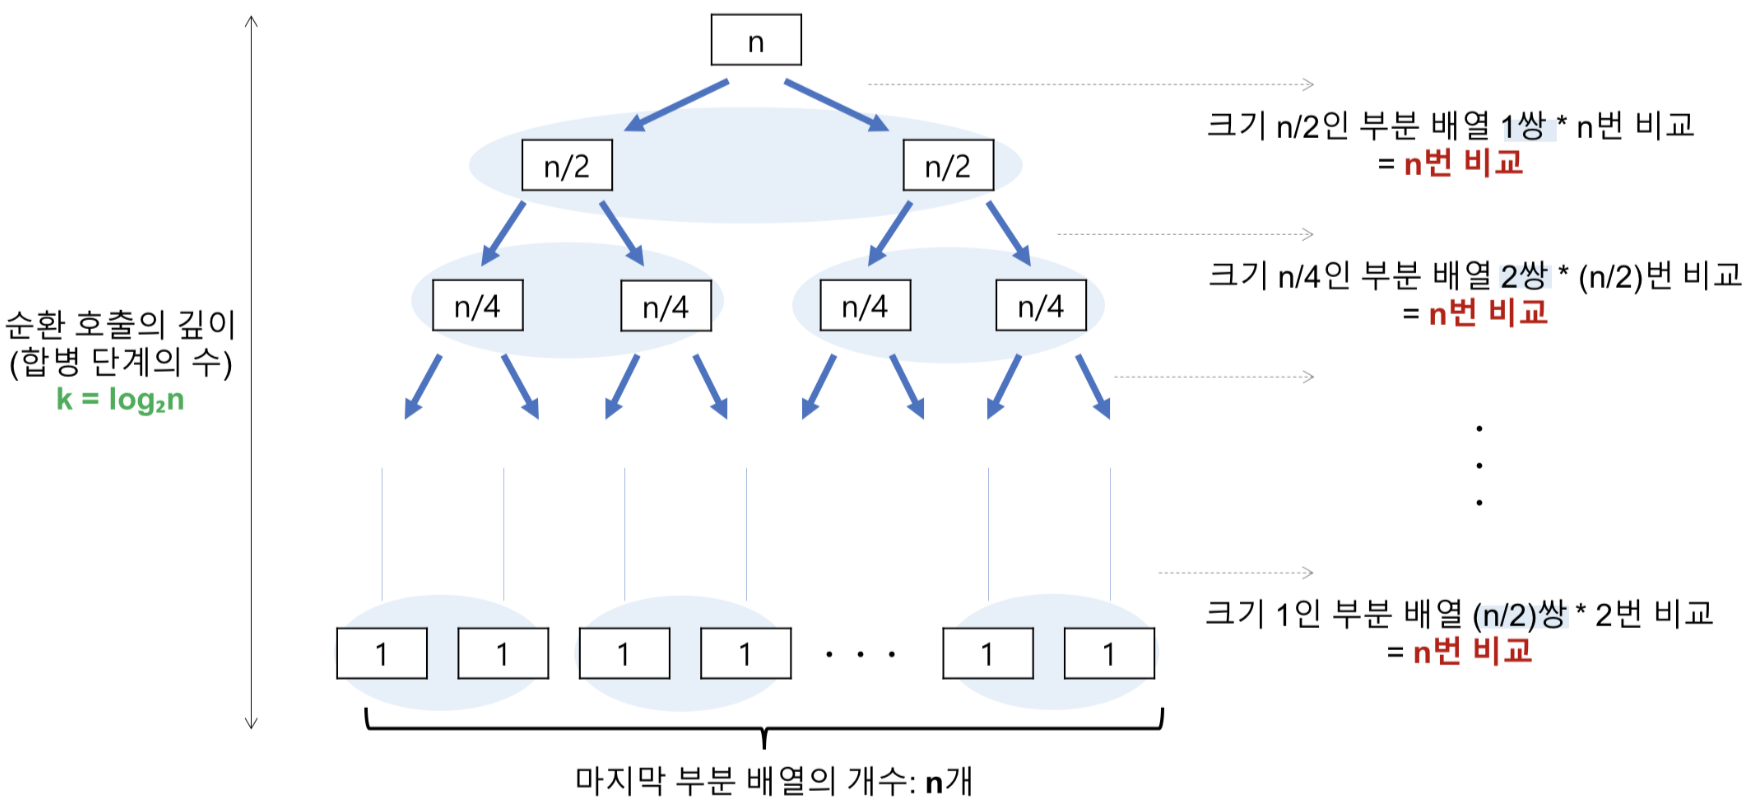 n
크기 n/2인 부분 배열 1쌍 * n번 비교
= n번 비교
n/2 n/2
크기 n/4인 부분 배열 2쌍 * (n/2)번 비교
= n번 비교
n/4 n/4 n/4 n/4
순환 호출의 깊이
(합병 단계의 수)
k = log₂n
크기 1인 부분 배열 (n/2)쌍 * 2번 비교
= n번 비교
1 1 1 1 · · · 1 1
마지막 부분 배열의 개수: n개